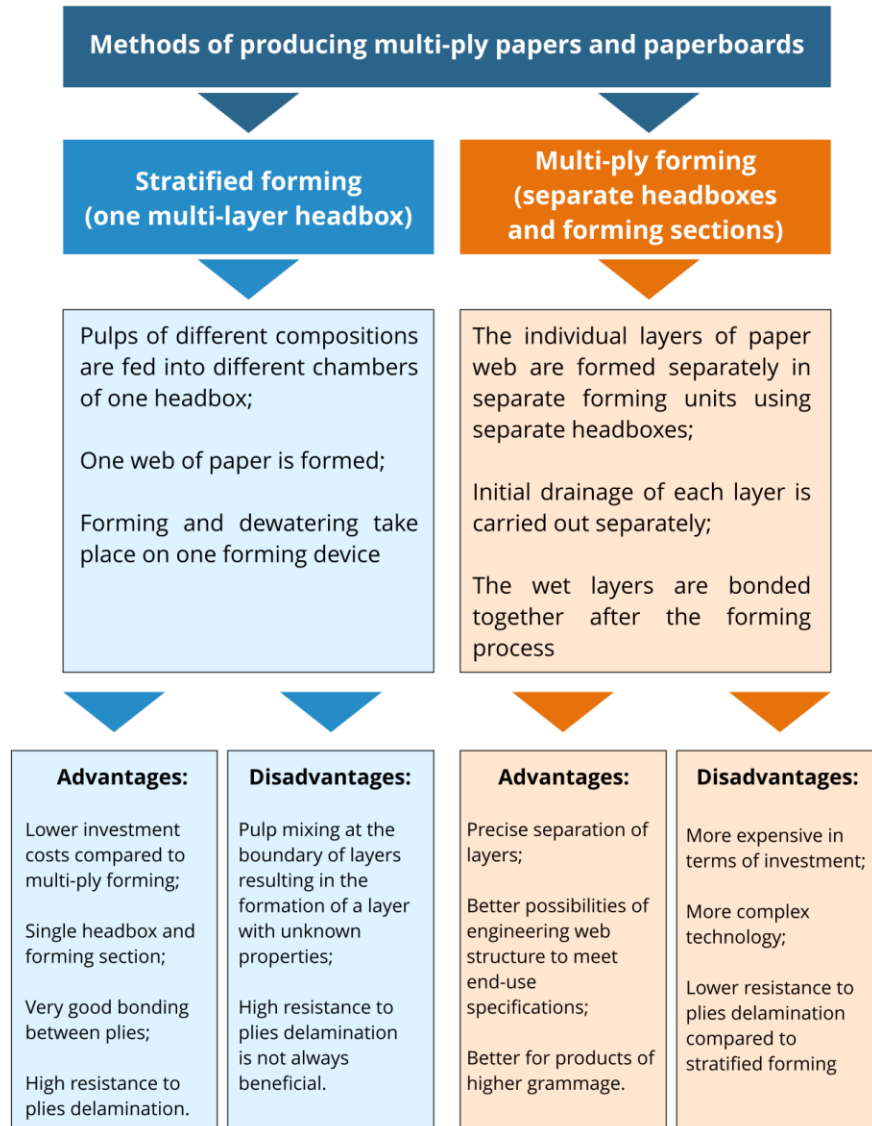 Methods of producing multi-ply papers and paperboards
Stratified forming
(one multi-layer headbox)
Multi-ply forming
(separate headboxes
and forming sections)
Pulps of different compositions
are fed into different chambers
of one headbox;
One web of paper is formed;
Forming and dewatering take
place on one forming device
The individual layers of paper
web are formed separately in
separate forming units using
separate headboxes;
Initial drainage of each layer is
carried out separately;
The wet layers are bonded
together after the forming
process
Advantages:
Lower investment
costs compared to
multi-ply forming;
Single headbox and
forming section;
Very good bonding
between plies;
High resistance to
plies delamination.
Disadvantages:
Pulp mixing at the
boundary of layers
resulting in the
formation of a layer
with unknown
properties;
High resistance to
plies delamination
is not always
beneficial.
Advantages:
Precise separation of
layers;
Better possibilities of
engineering web
structure to meet
end-use
specifications;
Better for products of
higher grammage.
Disadvantages:
More expensive in
terms of investment;
More complex
technology;
Lower resistance to
plies delamination
compared to
stratified forming